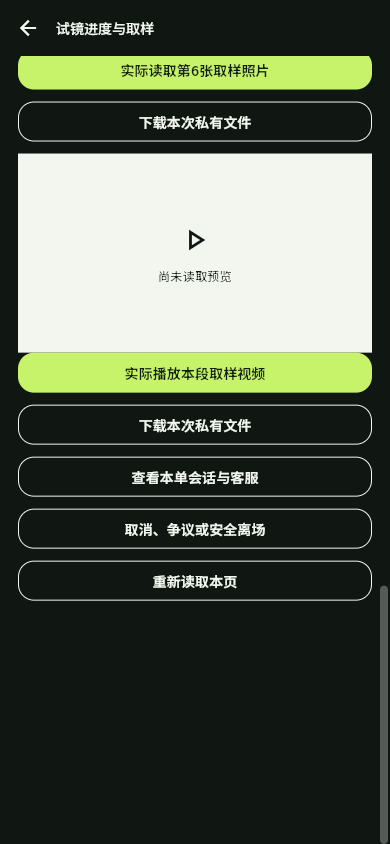 试镜进度与取样
实际读取第6张取样照片
下载本次私有文件
尚未读取预览
实际播放本段取样视频
下载本次私有文件
查看本单会话与客服
取消、争议或安全离场
重新读取本页